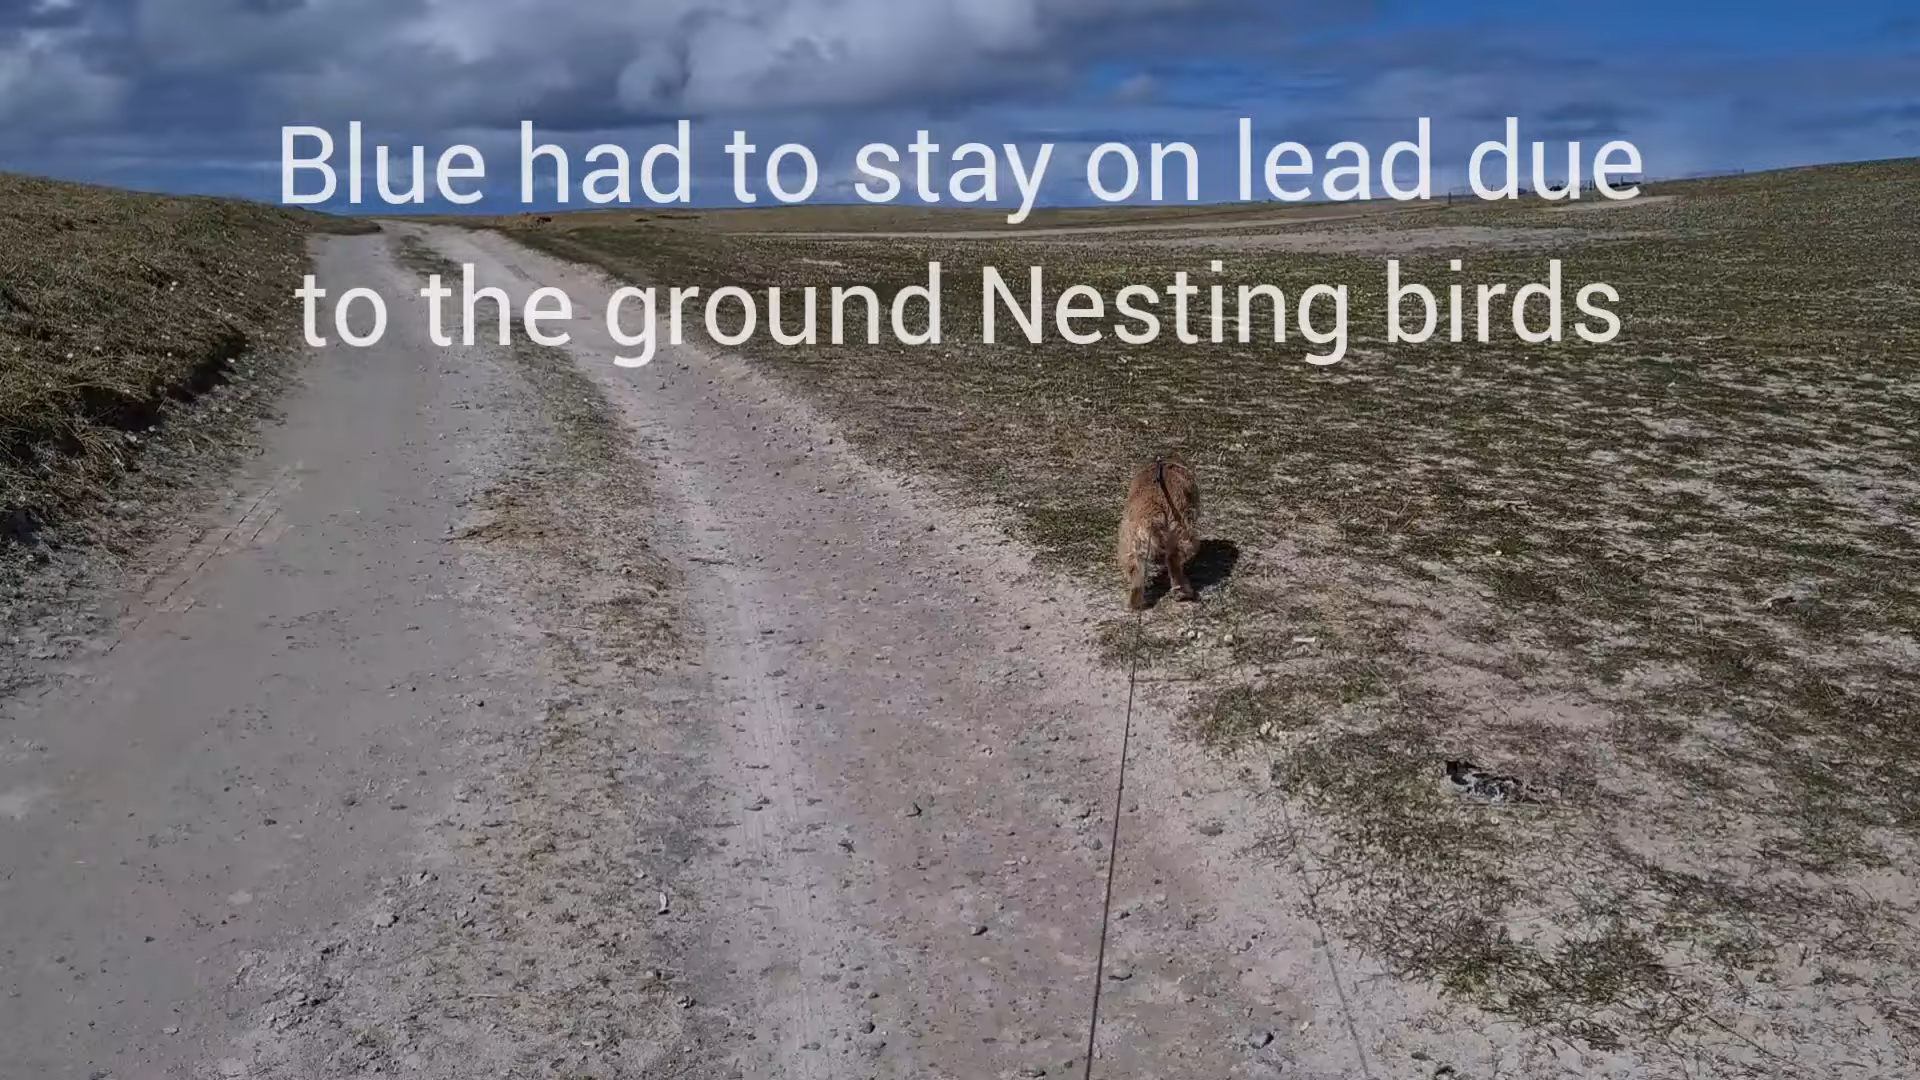 Blue had to stay on lead due
to the ground Nesting birds